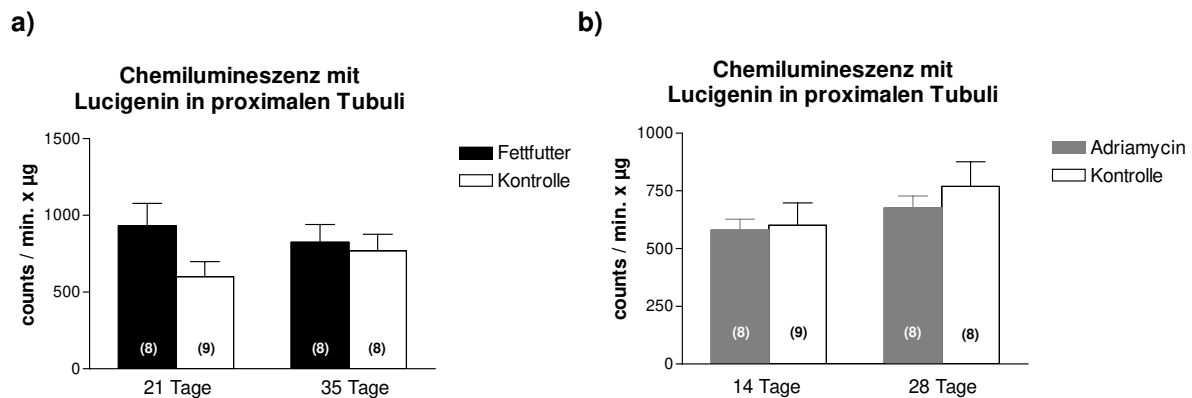 a)
Chemilumineszenz mit
Lucigenin in proximalen Tubuli
counts / min. x µg
1500
1000
500
0
Fettfutter
Kontrolle
(8)
(9)
(8)
(8)
21 Tage
35 Tage
b)
Chemilumineszenz mit
Lucigenin in proximalen Tubuli
counts / min. x µg
1000
750
500
250
0
Adriamycin
Kontrolle
(8)
(9)
(8)
(8)
14 Tage
28 Tage